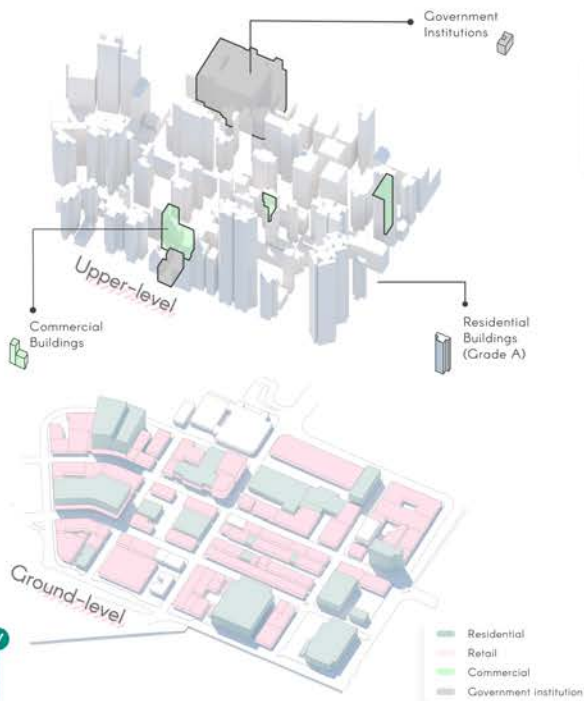 Government
Institutions
Upper-level
Commercial
Buildings
Residential
Buildings
(Grade A)
Ground-level
Residential
Retail
Commercial
Government institution